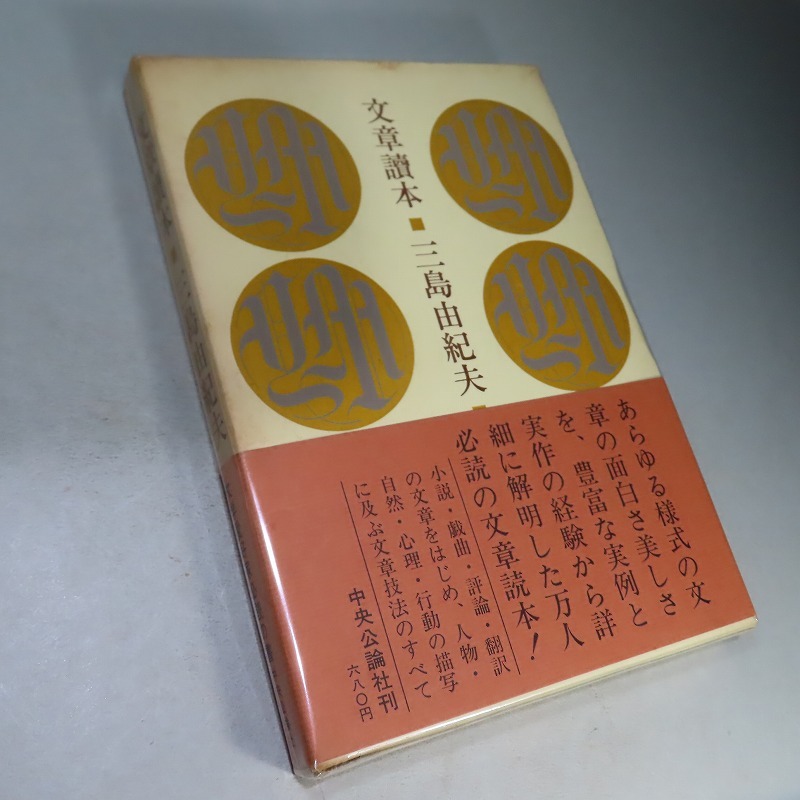 文章讀本■三島由紀夫■
あらゆる様式の文
章の面白さ美しさ
を、豊富な実例と
実作の経験から詳
細に解明した万人
必読の文章読本！
小説・戯曲・評論・翻訳
の文章をはじめ、人物・
自然・心理・行動の描写
に及ぶ文章技法のすべて
中央公論社刊
六八〇円